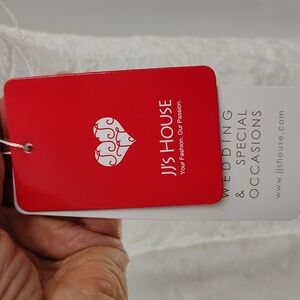 JJ'S HOUSE
Your Fashion. Our Passion.
WEDDING
& SPECIAL
OCCASIONS
www.jjshouse.com